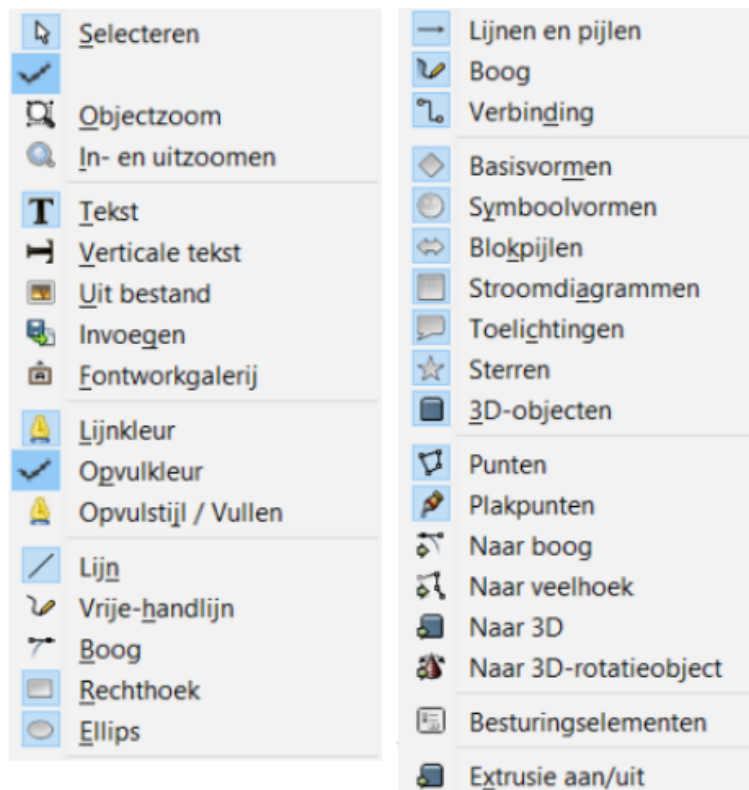 Selecteren
Objectzoom
In- en uitzoomen
Tekst
Verticale tekst
Uit bestand
Invoegen
Fontworkgalerij
Lijnkleur
Opvulkleur
Opvulstijl / Vullen
Lijn
Vrije-handlijn
Boog
Rechthoek
Ellips
Lijnen en pijlen
Boog
Verbinding
Basisvormen
Symboolvormen
Blokpijlen
Stroomdiagrammen
Toelichtingen
Sterren
3D-objecten
Punten
Plakpunten
Naar boog
Naar veelhoek
Naar 3D
Naar 3D-rotatieobject
Besturingselementen
Extrusie aan/uit